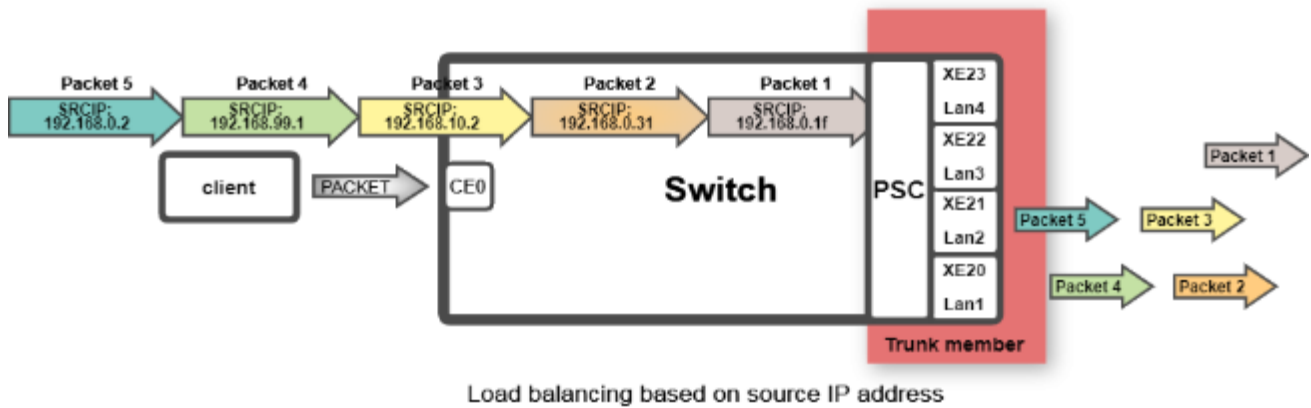 Packet 5
Packet 4
Packet 3
Packet 2
Packet 1
SRCIP:
192.168.0.2
SRCIP:
192.168.99.1
SRCIP:
192.168.10.2
SRCIP:
192.168.0.31
SRCIP:
192.168.0.1f
client
PACKET
CE0
Switch
PSC
XE23
Lan4
XE22
Lan3
XE21
Lan2
XE20
Lan1
Packet 1
Packet 5
Packet 3
Packet 4
Packet 2
Trunk member
Load balancing based on source IP address